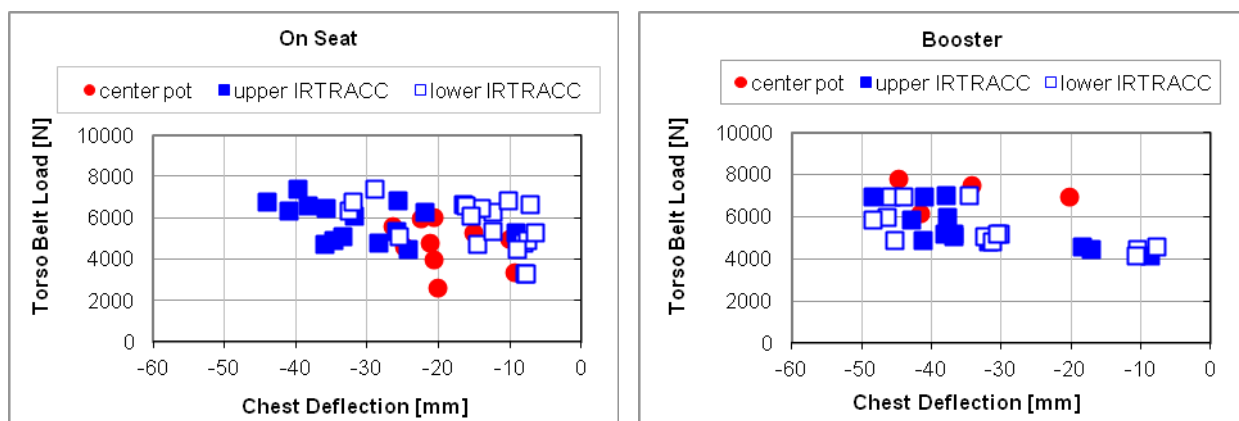 On Seat
center pot upper IRTRACC lower IRTRACC
Torso Belt Load [N]
10000
8000
6000
4000
2000
0
-60 -50 -40 -30 -20 -10 0
Chest Deflection [mm]
Booster
center pot upper IRTRACC lower IRTRACC
Torso Belt Load [N]
10000
8000
6000
4000
2000
0
-60 -50 -40 -30 -20 -10 0
Chest Deflection [mm]